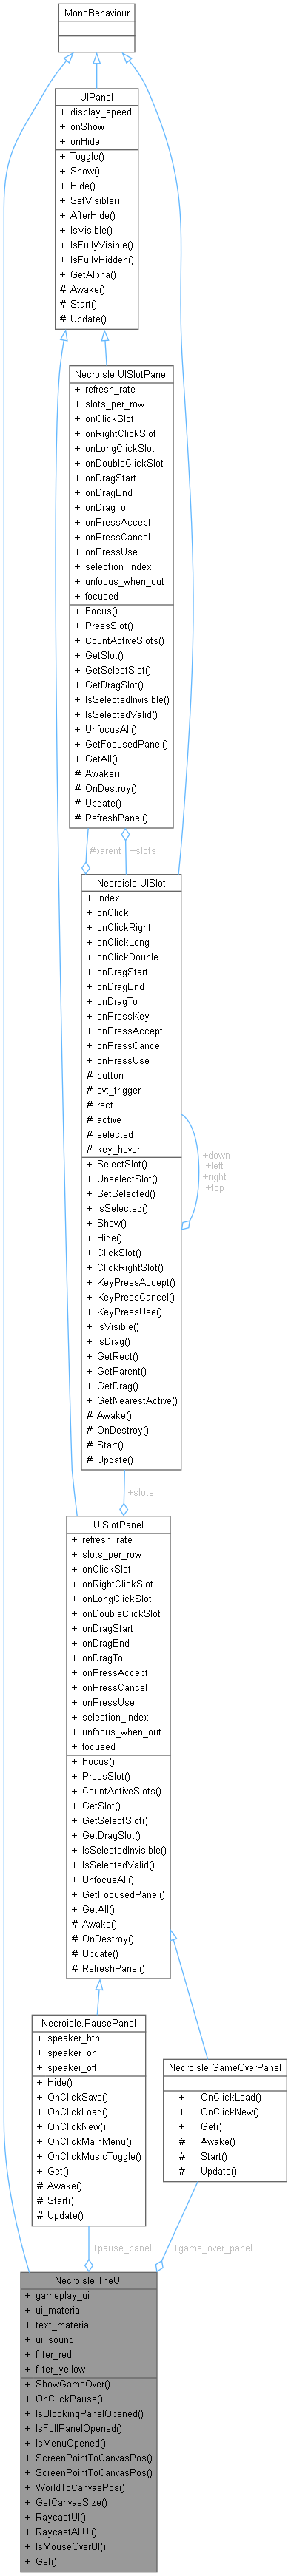 MonoBehaviour
UIPanel
+ display_speed
+ onShow
+ onHide
+ Toggle()
+ Show()
+ Hide()
+ SetVisible()
+ AfterHide()
+ IsVisible()
+ IsFullyVisible()
+ IsFullyHidden()
+ GetAlpha()
# Awake()
# Start()
# Update()
Necroisle.UISlotPanel
+ refresh_rate
+ slots_per_row
+ onClickSlot
+ onRightClickSlot
+ onLongClickSlot
+ onDoubleClickSlot
+ onDragStart
+ onDragEnd
+ onDragTo
+ onPressAccept
+ onPressCancel
+ onPressUse
+ selection_index
+ unfocus_when_out
+ focused
+ Focus()
+ PressSlot()
+ CountActiveSlots()
+ GetSlot()
+ GetSelectSlot()
+ GetDragSlot()
+ IsSelectedInvisible()
+ IsSelectedValid()
+ UnfocusAll()
+ GetFocusedPanel()
+ GetAll()
# Awake()
# OnDestroy()
# Update()
# RefreshPanel()
#parent
+slots
Necroisle.UISlot
+ index
+ onClick
+ onClickRight
+ onClickLong
+ onClickDouble
+ onDragStart
+ onDragEnd
+ onDragTo
+ onPressKey
+ onPressAccept
+ onPressCancel
+ onPressUse
# button
# evt_trigger
# rect
# active
# selected
# key_hover
+ SelectSlot()
+ UnselectSlot()
+ SetSelected()
+ IsSelected()
+ Show()
+ Hide()
+ ClickSlot()
+ ClickRightSlot()
+ KeyPressAccept()
+ KeyPressCancel()
+ KeyPressUse()
+ IsVisible()
+ IsDrag()
+ GetRect()
+ GetParent()
+ GetDrag()
+ GetNearestActive()
# Awake()
# OnDestroy()
# Start()
# Update()
+down
+left
+right
+top
+slots
UISlotPanel
+ refresh_rate
+ slots_per_row
+ onClickSlot
+ onRightClickSlot
+ onLongClickSlot
+ onDoubleClickSlot
+ onDragStart
+ onDragEnd
+ onDragTo
+ onPressAccept
+ onPressCancel
+ onPressUse
+ selection_index
+ unfocus_when_out
+ focused
+ Focus()
+ PressSlot()
+ CountActiveSlots()
+ GetSlot()
+ GetSelectSlot()
+ GetDragSlot()
+ IsSelectedInvisible()
+ IsSelectedValid()
+ UnfocusAll()
+ GetFocusedPanel()
+ GetAll()
# Awake()
# OnDestroy()
# Update()
# RefreshPanel()
Necroisle.PausePanel
+ speaker_btn
+ speaker_on
+ speaker_off
+ Hide()
+ OnClickSave()
+ OnClickLoad()
+ OnClickNew()
+ OnClickMainMenu()
+ OnClickMusicToggle()
+ Get()
# Awake()
# Start()
# Update()
Necroisle.GameOverPanel
+ OnClickLoad()
+ OnClickNew()
+ Get()
# Awake()
# Start()
# Update()
+pause_panel
+game_over_panel
Necroisle.TheUI
+ gameplay_ui
+ ui_material
+ text_material
+ ui_sound
+ filter_red
+ filter_yellow
+ ShowGameOver()
+ OnClickPause()
+ IsBlockingPanelOpened()
+ IsFullPanelOpened()
+ IsMenuOpened()
+ ScreenPointToCanvasPos()
+ ScreenPointToCanvasPos()
+ WorldToCanvasPos()
+ GetCanvasSize()
+ RaycastUI()
+ RaycastAllUI()
+ IsMouseOverUI()
+ Get()